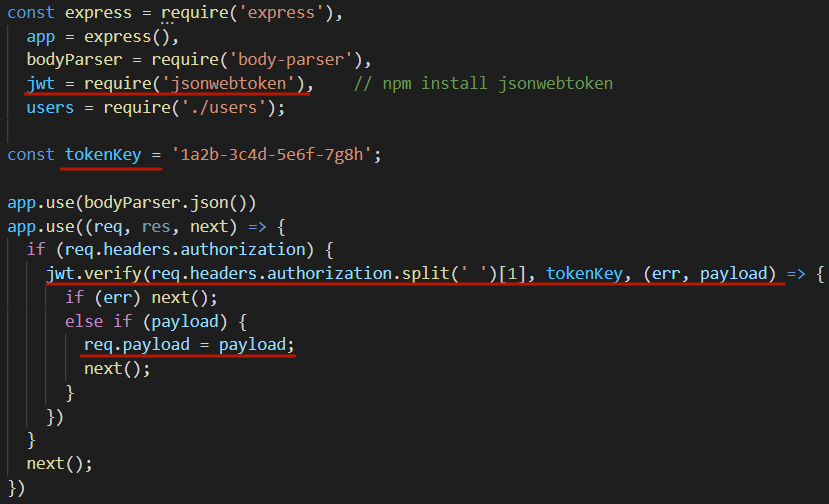 const express = require('express'),
  app = express(),
  bodyParser = require('body-parser'),
  jwt = require('jsonwebtoken'),    // npm install jsonwebtoken
  users = require('./users');

const tokenKey = '1a2b-3c4d-5e6f-7g8h';

app.use(bodyParser.json())
app.use((req, res, next) => {
  if (req.headers.authorization) {
    jwt.verify(req.headers.authorization.split(' ')[1], tokenKey, (err, payload) => {
      if (err) next();
      else if (payload) {
        req.payload = payload;
        next();
      }
    })
  }
  next();
})